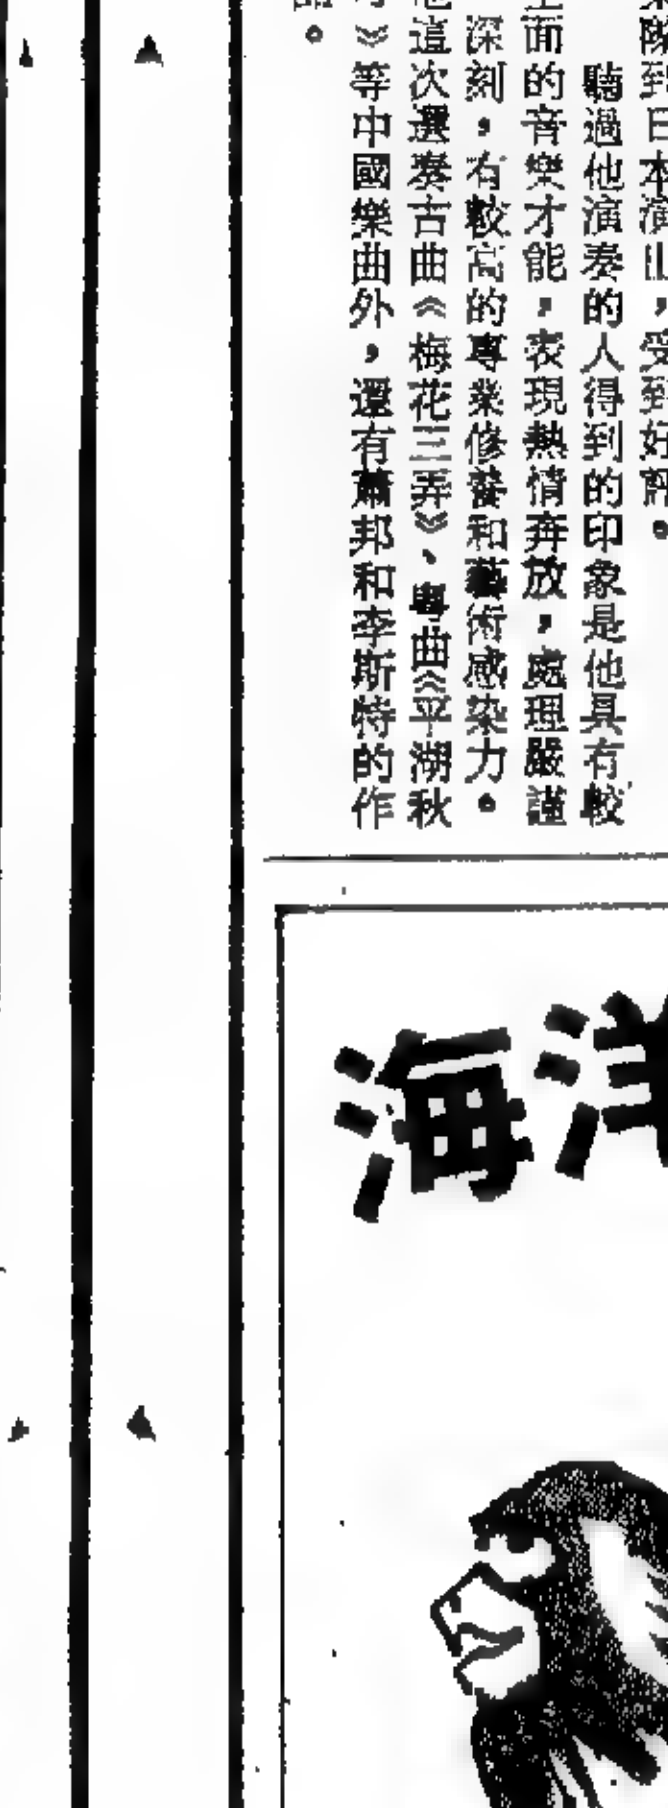 隊到日本演出，受到好評。
聽過他演奏的人得到的印象是他具有較
全面的音樂才能，表現熱情奔放，處理嚴謹
深刻，有較高的專業修養和藝術感染力。
他這次選奏古曲《梅花三弄》、粵曲《平湖秋
》等中國樂曲外，還有蕭邦和李斯特的作
品。
海洋